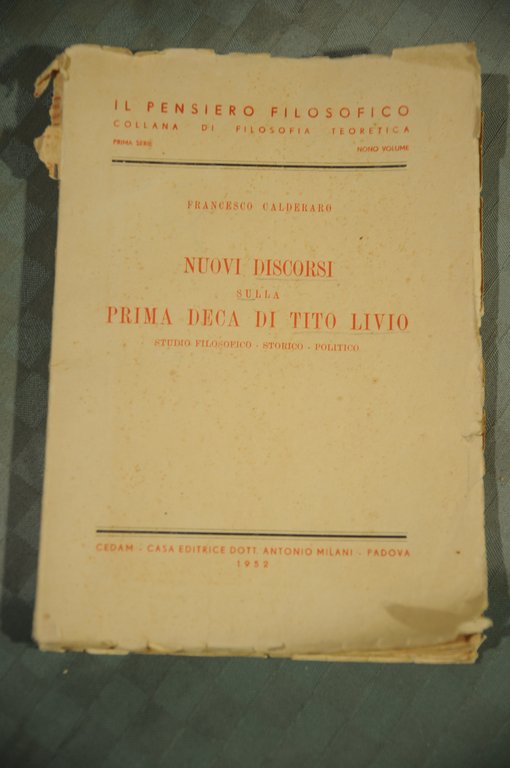 IL PENSIERO FILOSOFICO
COLLANA DI FILOSOFIA TEORETICA
PRIMA SERIE NONO VOLUME
FRANCESCO CALDERARO
NUOVI DISCORSI
SULLA
PRIMA DECA DI TITO LIVIO
STUDIO FILOSOFICO - STORICO - POLITICO
CEDAM - CASA EDITRICE DOTT. ANTONIO MILANI - PADOVA
1952